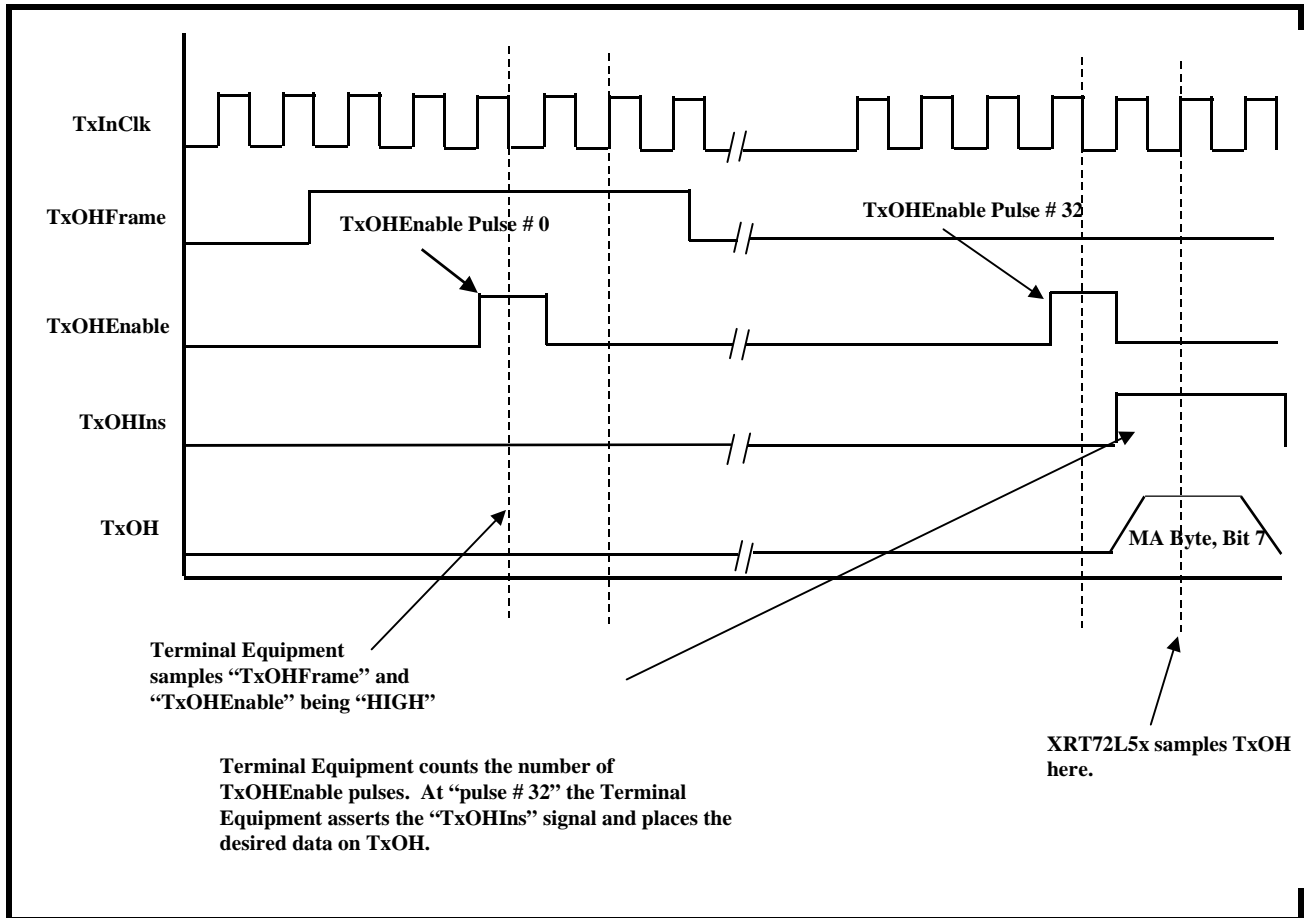 TxInClk
TxOHFrame
TxOHEnable Pulse # 0
TxOHEnable Pulse # 32
TxOHEnable
TxOHIns
TxOH
MA Byte, Bit 7
Terminal Equipment
samples “TxOHFrame” and
“TxOHEnable” being “HIGH”
XRT72L5x samples TxOH
here.
Terminal Equipment counts the number of
TxOHEnable pulses.  At “pulse # 32” the Terminal
Equipment asserts the “TxOHIns” signal and places the
desired data on TxOH.